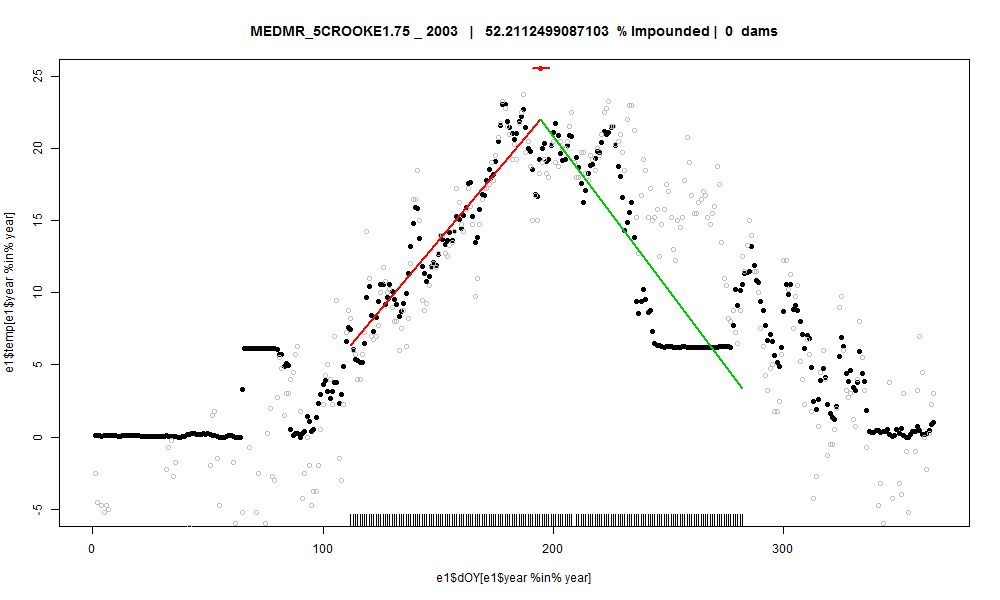 MEDMR_5CROOKE1.75 _ 2003 | 52.2112499087103 % Impounded | 0 dams
e1$temp[e1$year %in% year]
25
20
15
10
5
0
-5
0 100 200 300
e1$dOY[e1$year %in% year]